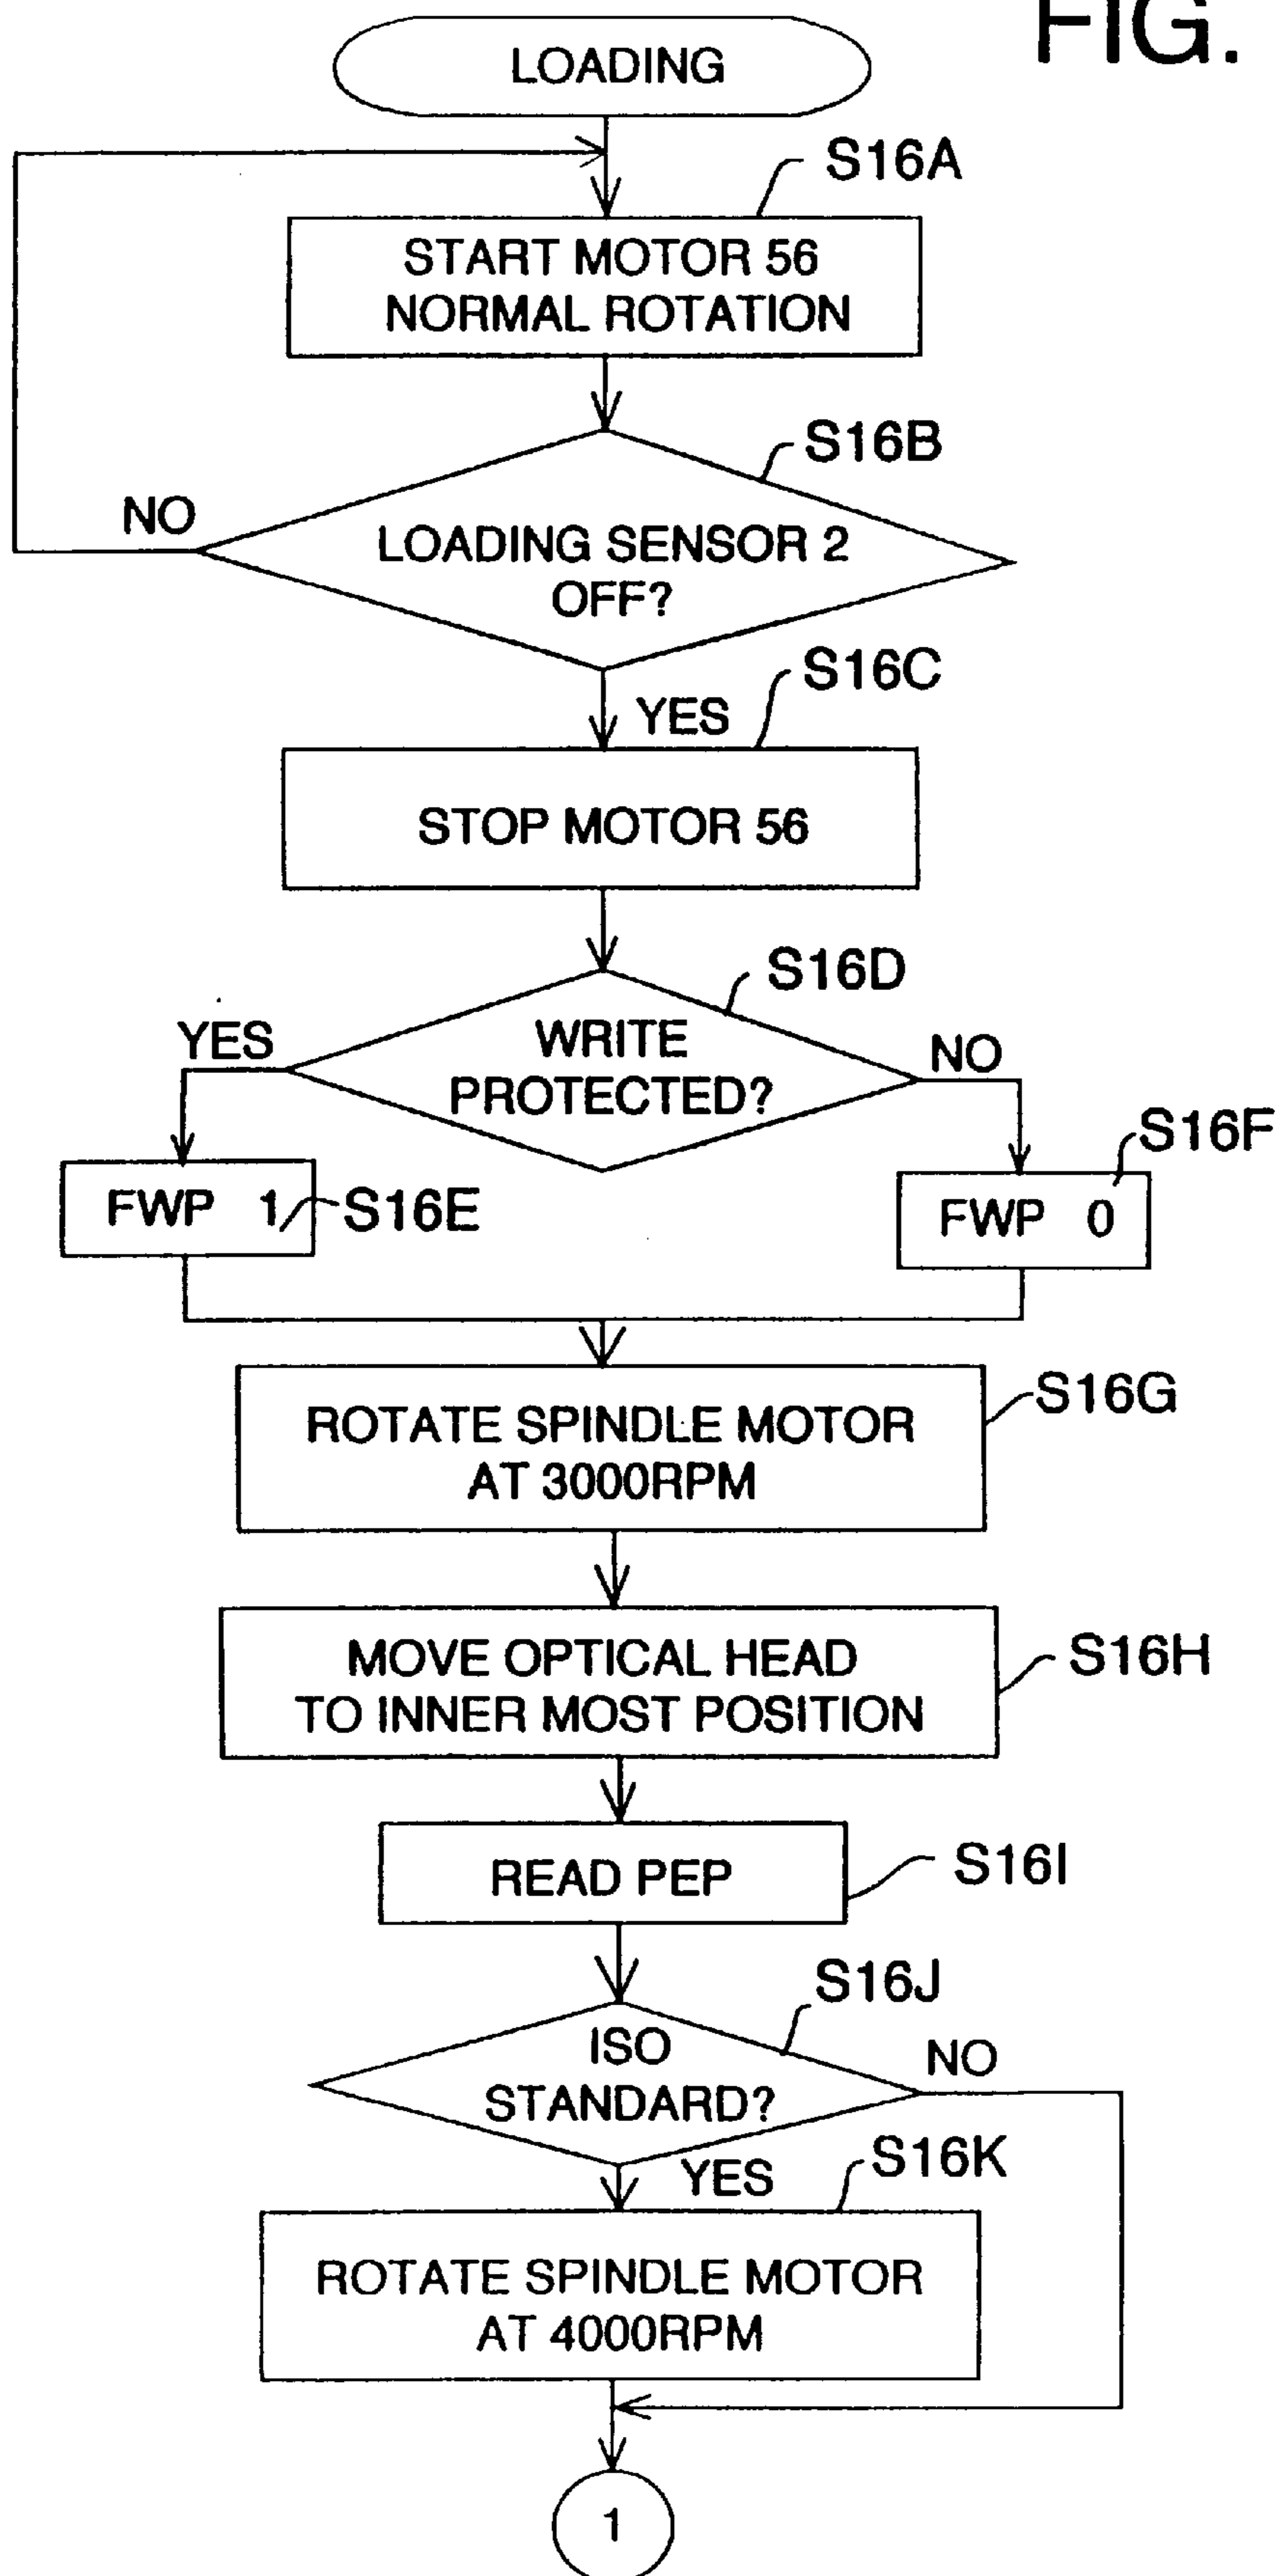 FIG.
LOADING
S16A
START MOTOR 56
NORMAL ROTATION
S16B
NO
LOADING SENSOR 2
OFF?
S16C
YES
STOP MOTOR 56
S16D
YES
WRITE
PROTECTED?
NO
S16F
FWP 1
S16E
FWP 0
S16G
ROTATE SPINDLE MOTOR
AT 3000RPM
MOVE OPTICAL HEAD
TO INNER MOST POSITION
S16H
READ PEP
S16I
S16J
ISO
STANDARD?
NO
YES
S16K
ROTATE SPINDLE MOTOR
AT 4000RPM
1